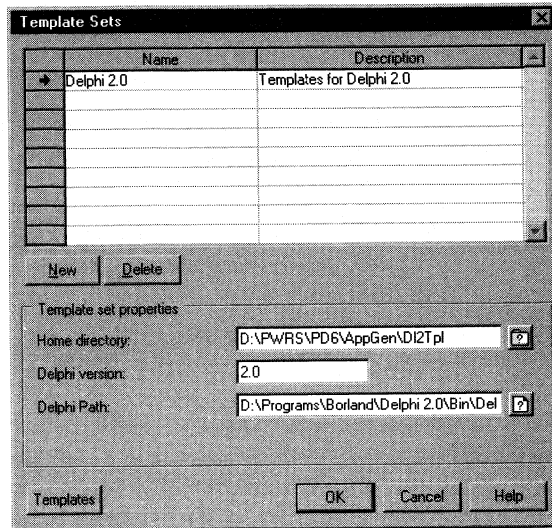 Template Sets
Name Description
Delphi 2.0 Templates for Delphi 2.0
New Delete
Template set properties
Home directory: D:\PWRS\PD6\AppGen\Dl2Tpl
Delphi version: 2.0
Delphi Path: D:\Programs\Borland\Delphi 2.0\Bin\Del
Templates OK Cancel Help